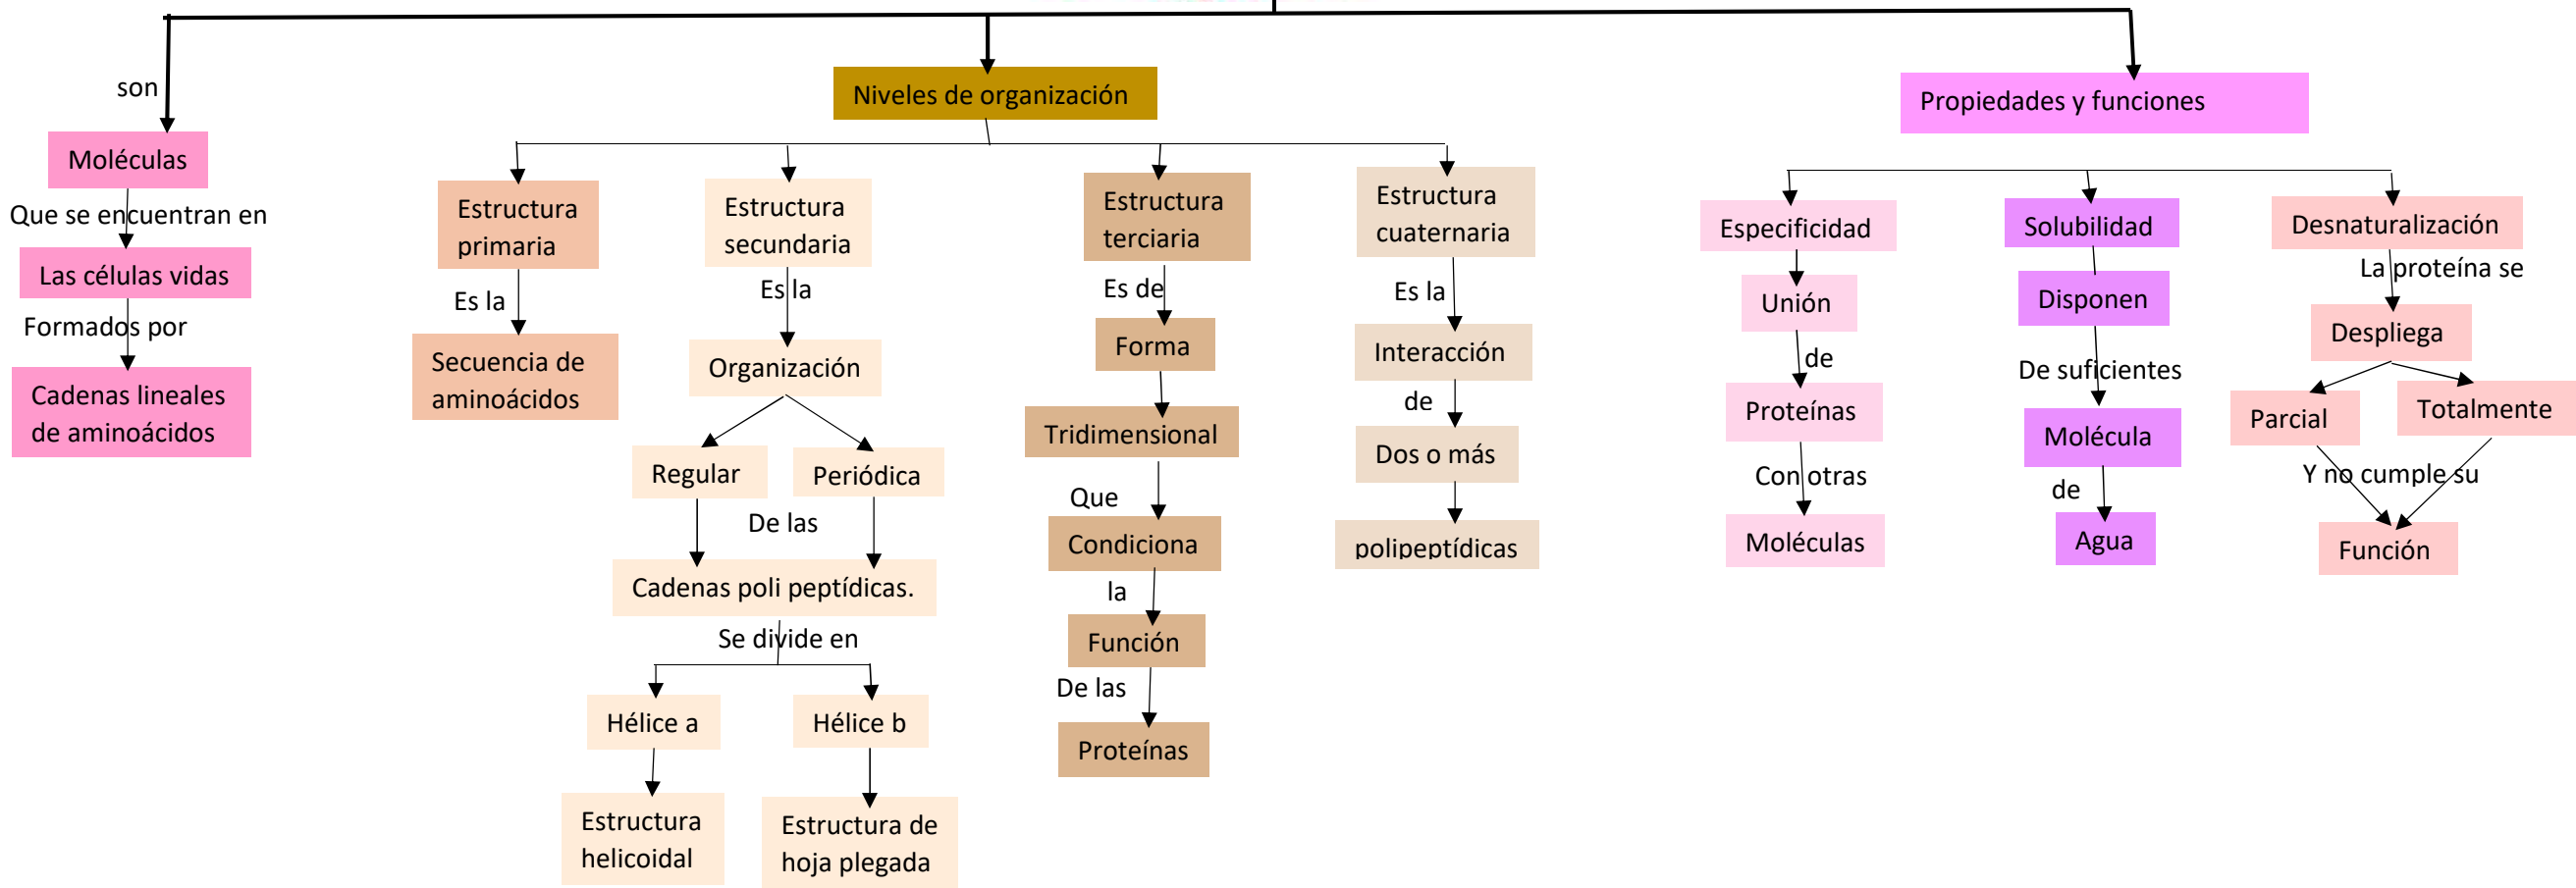 son
Moléculas
Que se encuentran en
Las células vidas
Formados por
Cadenas lineales
de aminoácidos
Niveles de organización
Estructura
primaria
Es la
Secuencia de
aminoácidos
Estructura
secundaria
Es la
Organización
Regular
Periódica
De las
Cadenas poli peptídicas.
Se divide en
Hélice a
Hélice b
Estructura
helicoidal
Estructura de
hoja plegada
Estructura
terciaria
Es de
Forma
Tridimensional
Que
Condiciona
la
Función
De las
Proteínas
Estructura
cuaternaria
Es la
Interacción
de
Dos o más
polipeptídicas
Propiedades y funciones
Especificidad
Unión
de
Proteínas
Con otras
Moléculas
Solubilidad
Disponen
De suficientes
Molécula
de
Agua
Desnaturalización
La proteína se
Despliega
Parcial
Totalmente
Y no cumple su
Función